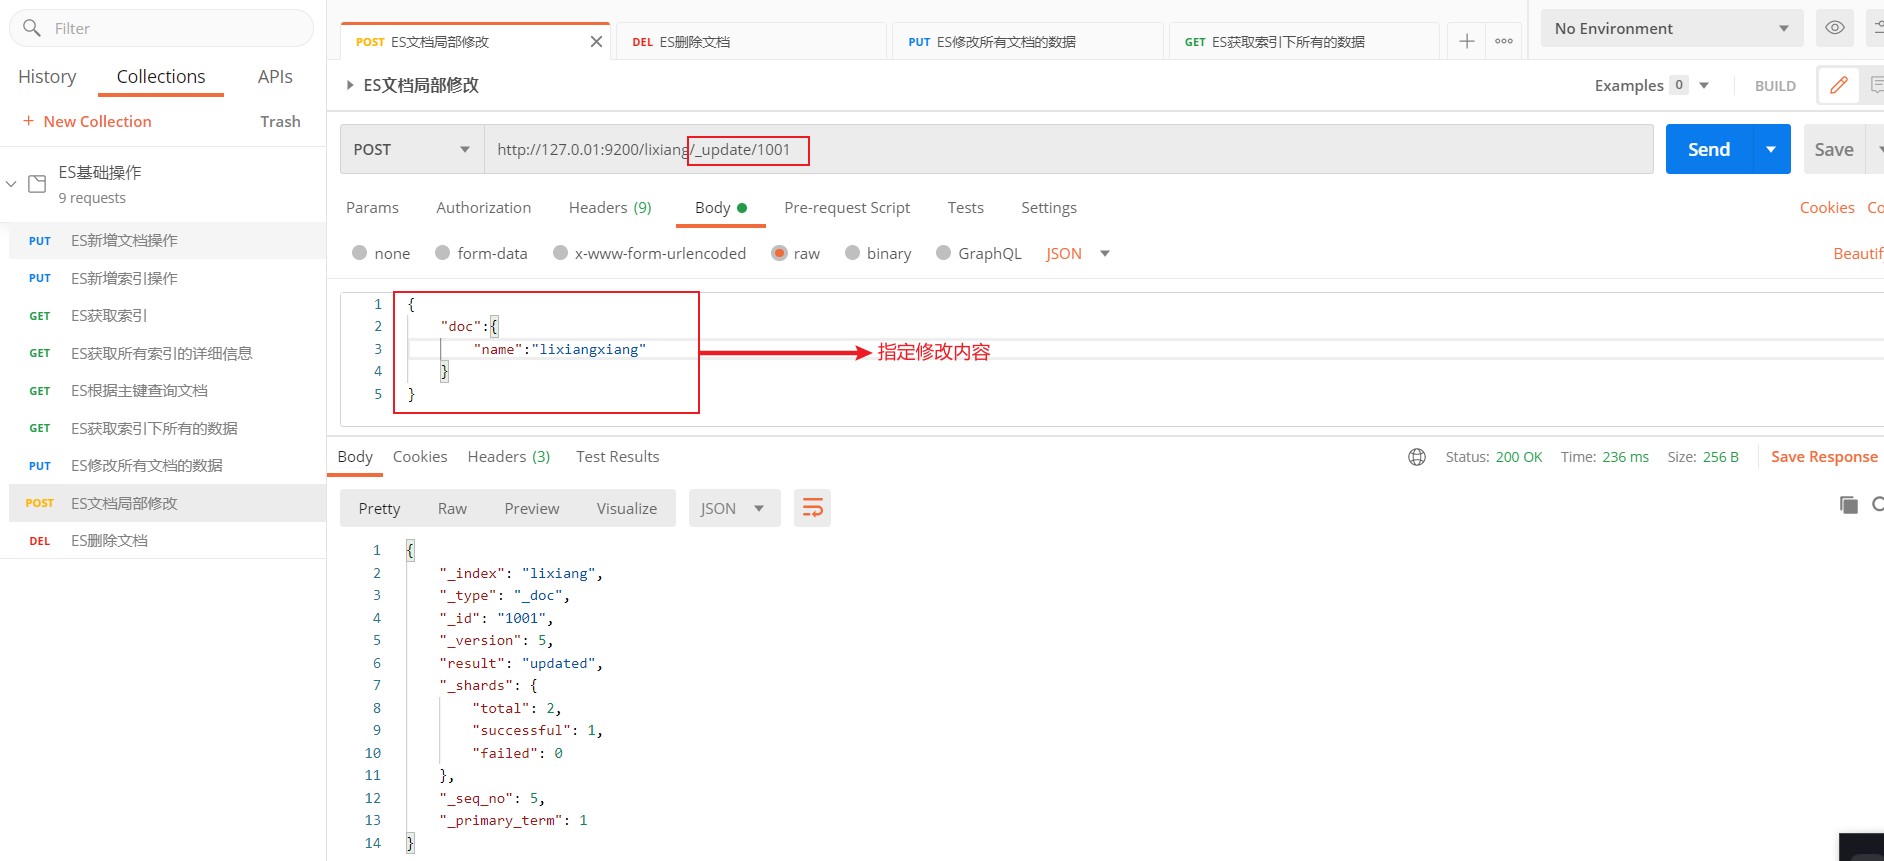 Filter
History Collections APIs
+ New Collection Trash
ES基础操作
9 requests
PUT ES新增文档操作
PUT ES新增索引操作
GET ES获取索引
GET ES获取所有索引的详细信息
GET ES根据主键查询文档
GET ES获取索引下所有的数据
PUT ES修改所有文档的数据
POST ES文档局部修改
DEL ES删除文档
POST ES文档局部修改 DEL ES删除文档 PUT ES修改所有文档的数据 GET ES获取索引下所有的数据
No Environment
ES文档局部修改
Examples 0 BUILD
POST http://127.0.01:9200/lixiang/_update/1001 Send Save
Params Authorization Headers (9) Body Pre-request Script Tests Settings Cookies Co
none form-data x-www-form-urlencoded raw binary GraphQL JSON Beautif
1 {
2 "doc":{
3 "name":"lixiangxiang"
4 }
5 }
指定修改内容
Body Cookies Headers (3) Test Results Status: 200 OK Time: 236 ms Size: 256 B Save Response
Pretty Raw Preview Visualize JSON
1 {
2 "_index": "lixiang",
3 "_type": "_doc",
4 "_id": "1001",
5 "_version": 5,
6 "result": "updated",
7 "_shards": {
8 "total": 2,
9 "successful": 1,
10 "failed": 0
11 },
12 "_seq_no": 5,
13 "_primary_term": 1
14 }